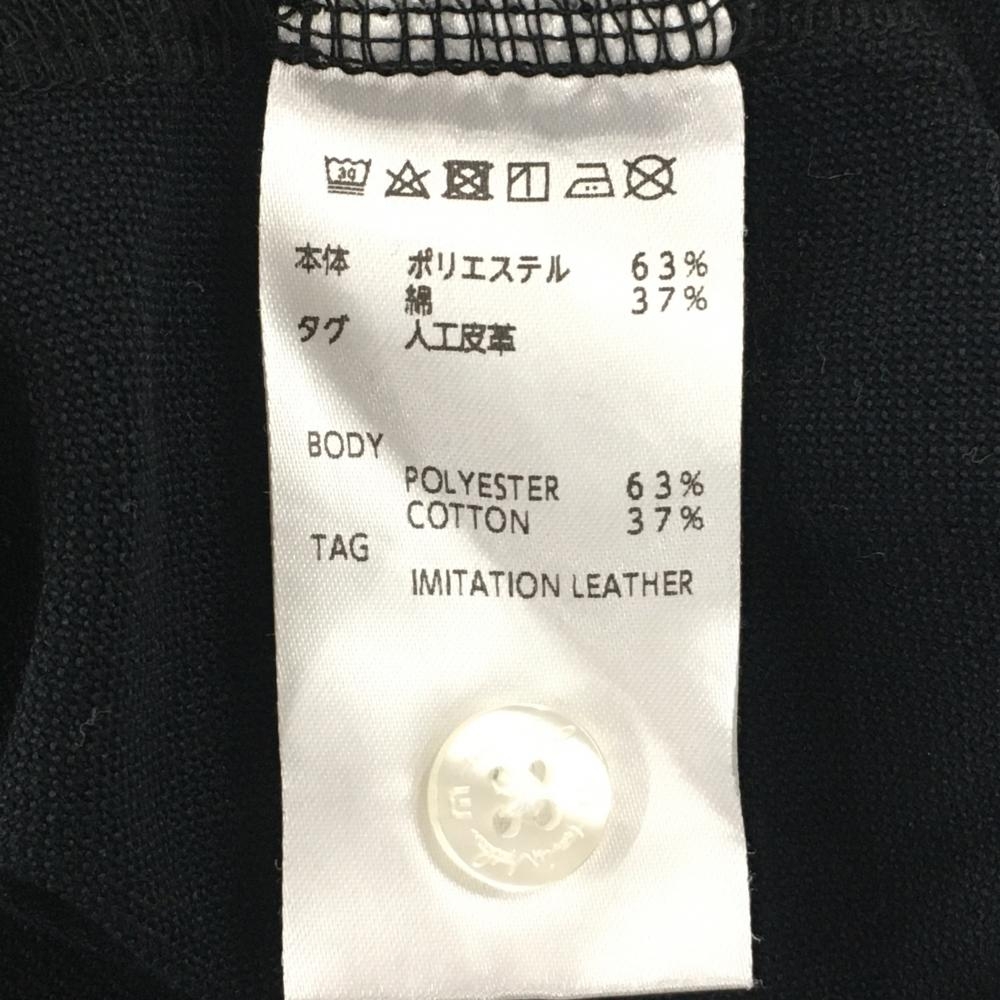 30
本体 ポリエステル 63%
綿 37%
タグ 人工皮革
BODY
POLYESTER 63%
COTTON 37%
TAG
IMITATION LEATHER